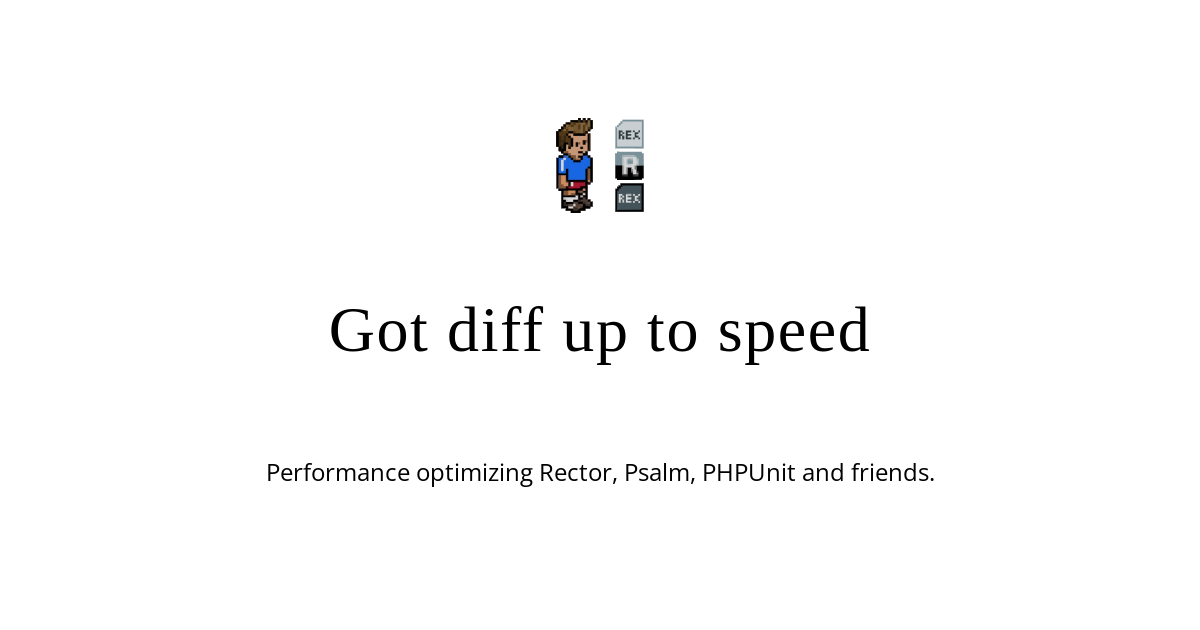 REX
R
REX
Got diff up to speed
Performance optimizing Rector, Psalm, PHPUnit and friends.